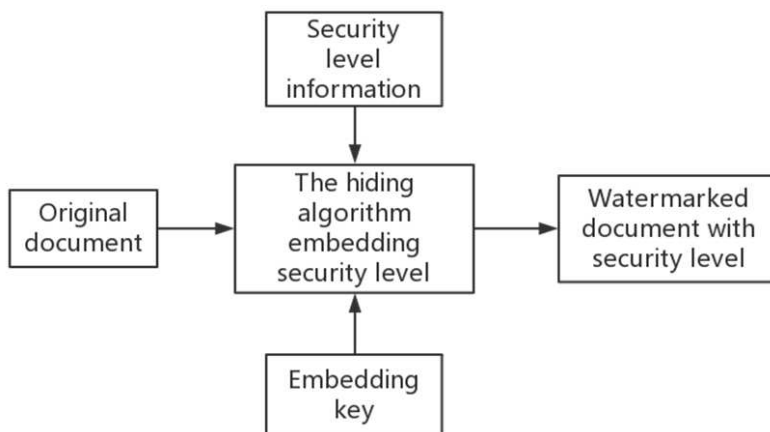 Security
level
information
Original
document
The hiding
algorithm
embedding
security level
Watermarked
document with
security level
Embedding
key